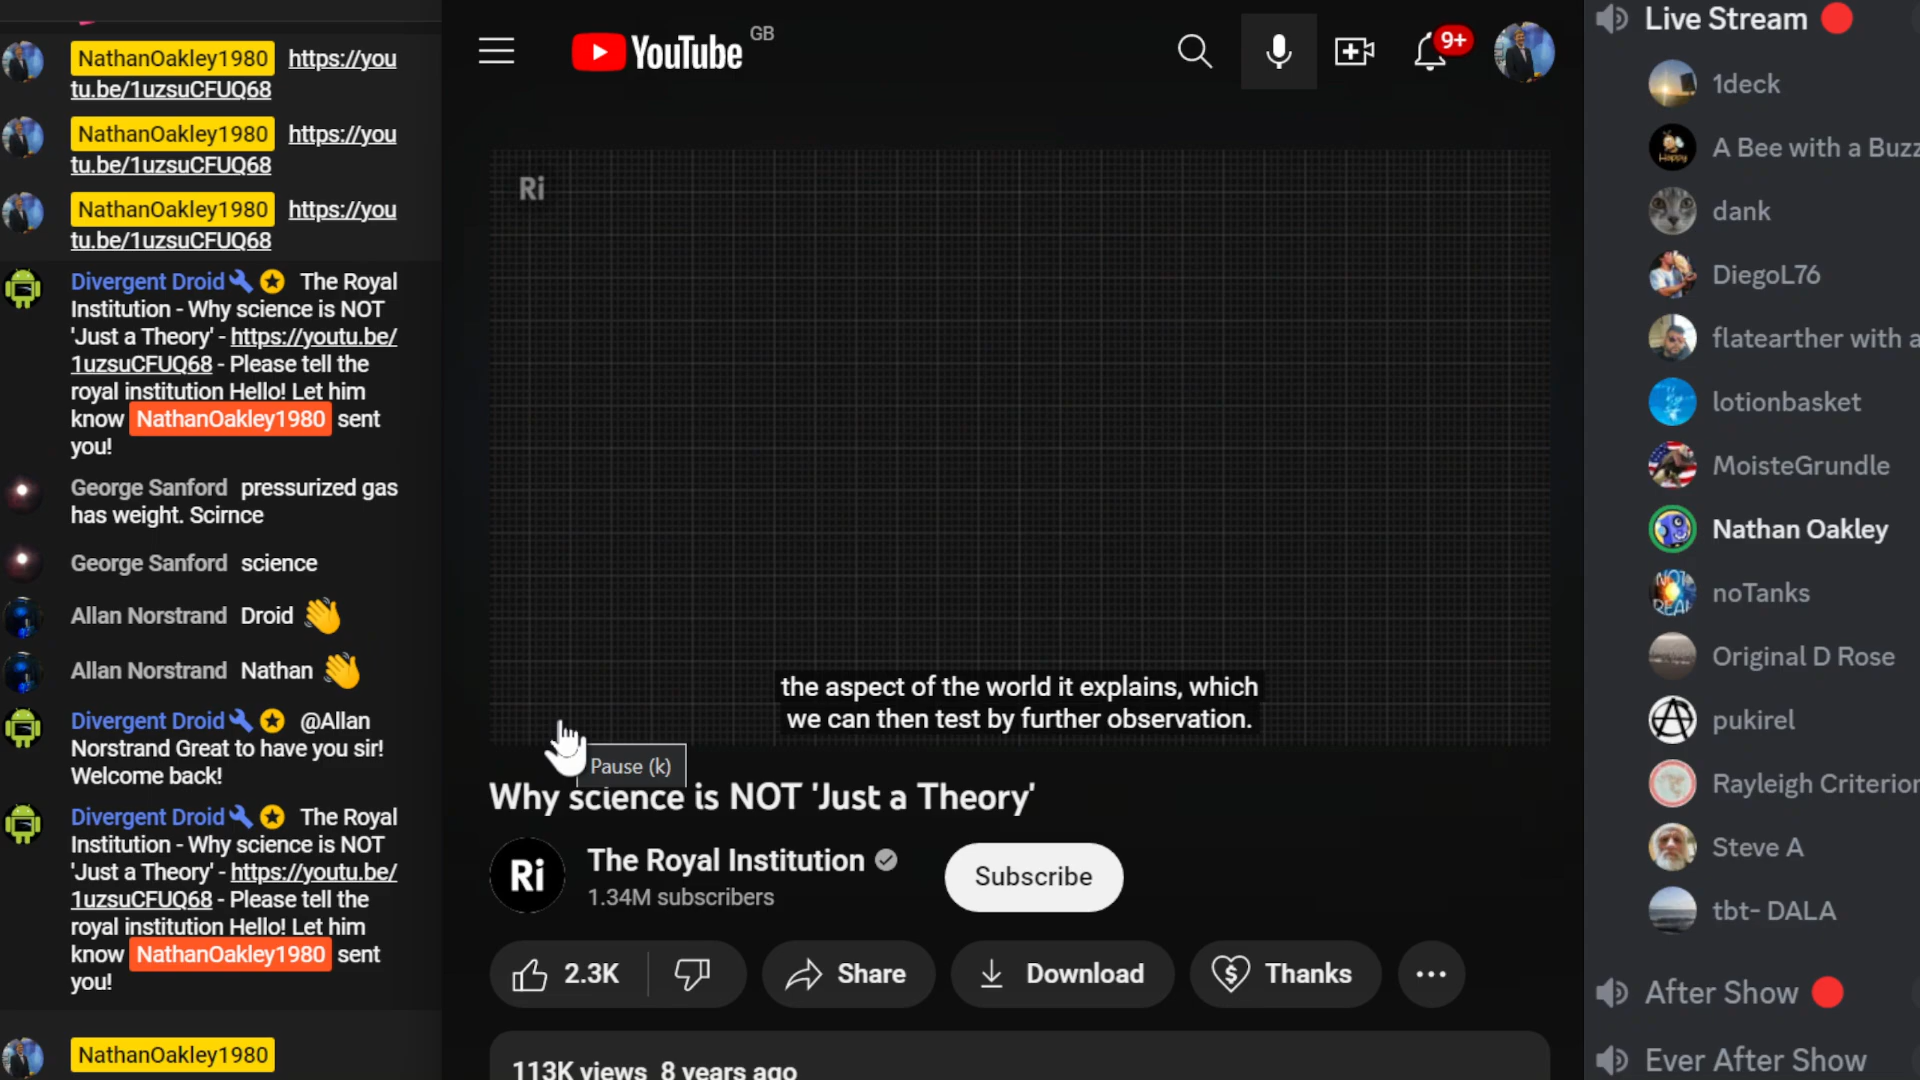 NathanOakley1980 https://you
tu.be/1uzsuCFUQ68
NathanOakley1980 https://you
tu.be/1uzsuCFUQ68
NathanOakley1980 https://you
tu.be/1uzsuCFUQ68
Divergent Droid The Royal
Institution - Why science is NOT
'Just a Theory' - https://youtu.be/
1uzsuCFUQ68 - Please tell the
royal institution Hello! Let him
know NathanOakley1980 sent
you!
George Sanford pressurized gas
has weight. Scirnce
George Sanford science
Allan Norstrand Droid 👋
Allan Norstrand Nathan 👋
Divergent Droid @Allan
Norstrand Great to have you sir!
Welcome back!
Divergent Droid The Royal
Institution - Why science is NOT
'Just a Theory' - https://youtu.be/
1uzsuCFUQ68 - Please tell the
royal institution Hello! Let him
know NathanOakley1980 sent
you!
NathanOakley1980
YouTube GB
9+
Ri
the aspect of the world it explains, which
we can then test by further observation.
Pause (k)
Why science is NOT 'Just a Theory'
Ri
The Royal Institution
1.34M subscribers
Subscribe
2.3K
Share
Download
Thanks
113K views 8 years ago
Live Stream
1deck
Happy
A Bee with a Buzz
dank
DiegoL76
flatearther with a
lotionbasket
MoisteGrundle
Nathan Oakley
NOT
REAL
noTanks
Original D Rose
pukirel
Rayleigh Criterion
Steve A
tbt- DALA
After Show
Ever After Show